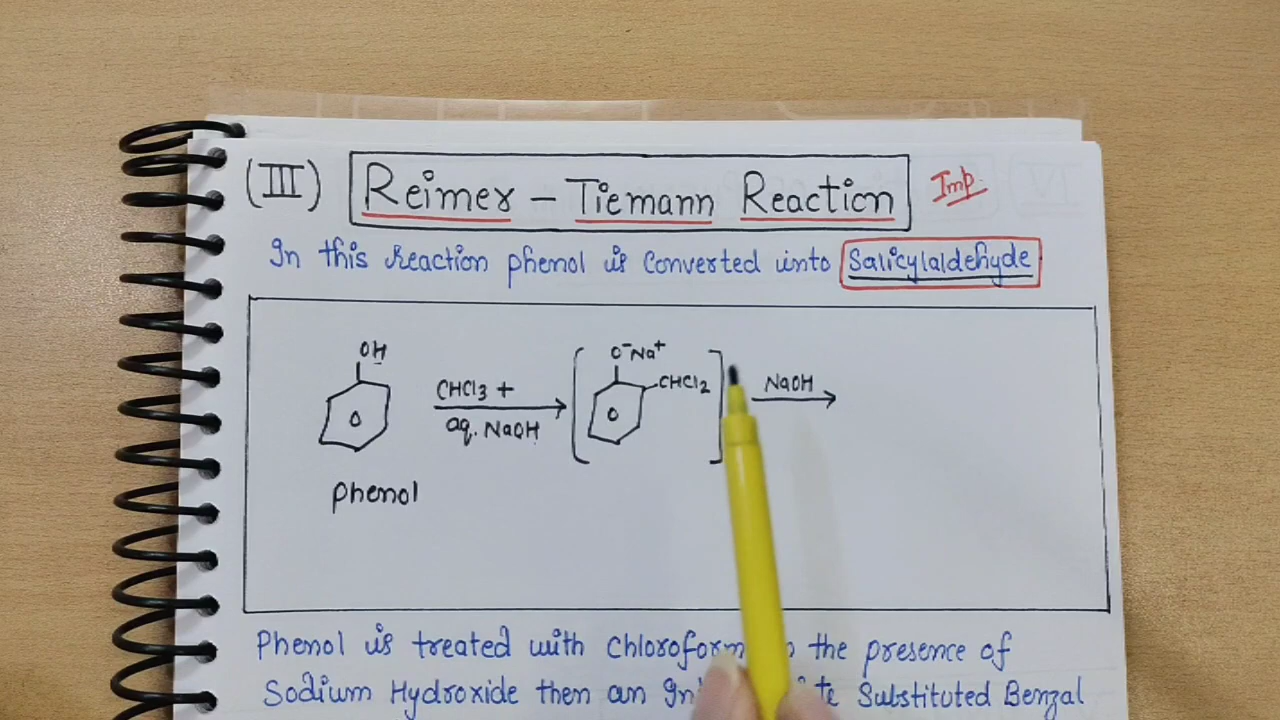 (III) Reimer - Tiemann Reaction Imp.
In this Reaction phenol is Converted into Salicylaldehyde
OH
CHCl3 +
aq. NaOH
O⁻Na⁺
CHCl2
NaOH
phenol
Phenol is treated with Chloroform the presence of
Sodium Hydroxide then an Substituted Benzal